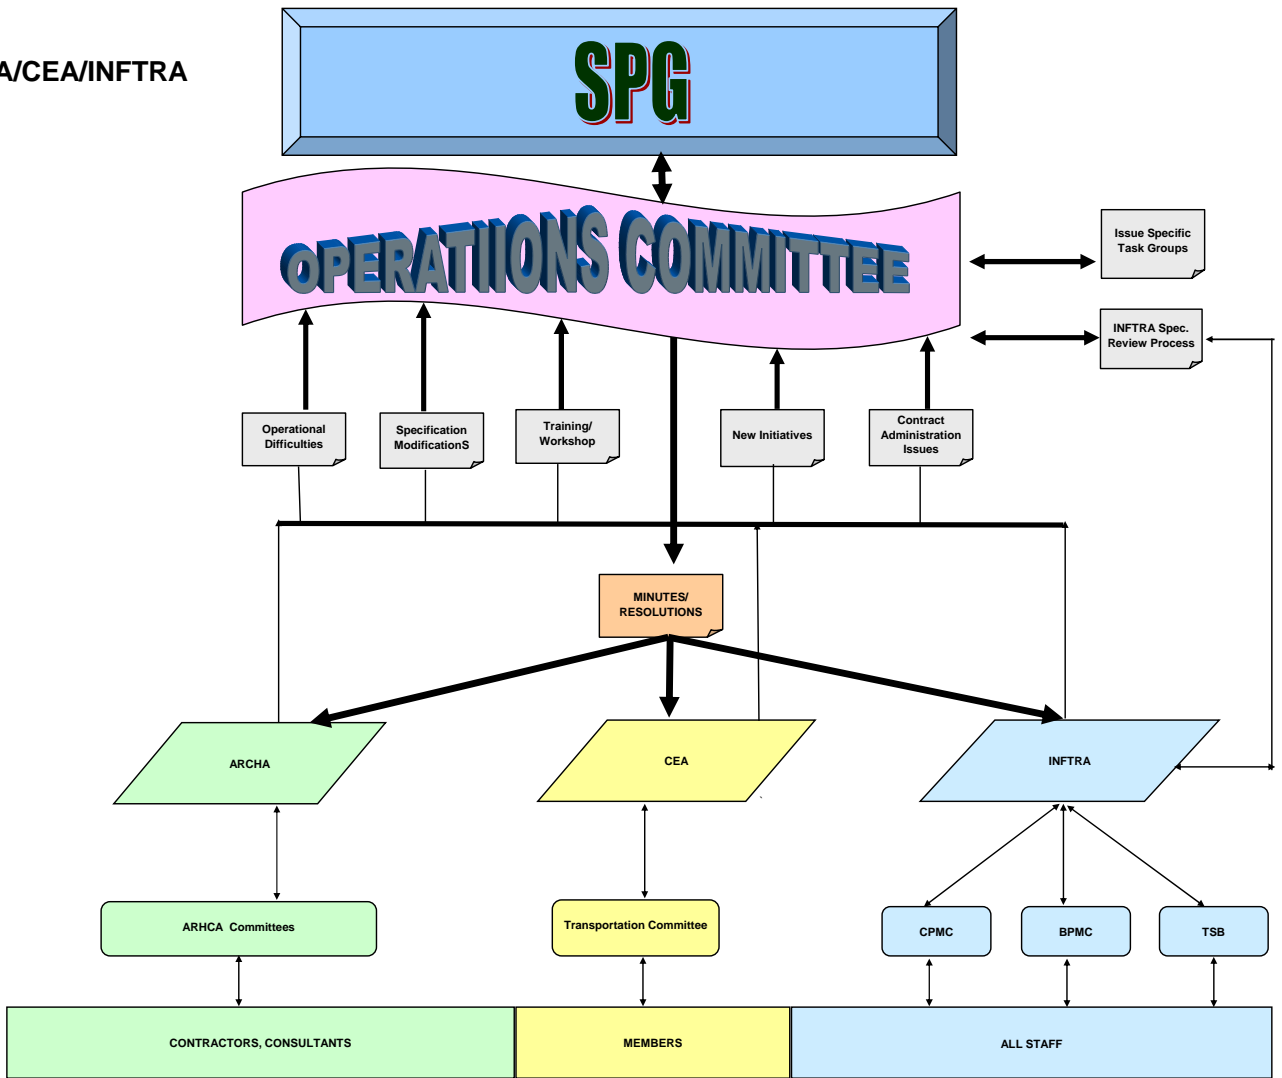 A/CEA/INFTRA
SPG
OPERATIIONS COMMITTEE
Issue Specific
Task Groups
INFTRA Spec.
Review Process
Operational
Difficulties
Specification
ModificationS
Training/
Workshop
New Initiatives
Contract
Administration
Issues
MINUTES/
RESOLUTIONS
ARCHA
CEA
INFTRA
ARHCA Committees
Transportation Committee
CPMC
BPMC
TSB
CONTRACTORS, CONSULTANTS
MEMBERS
ALL STAFF